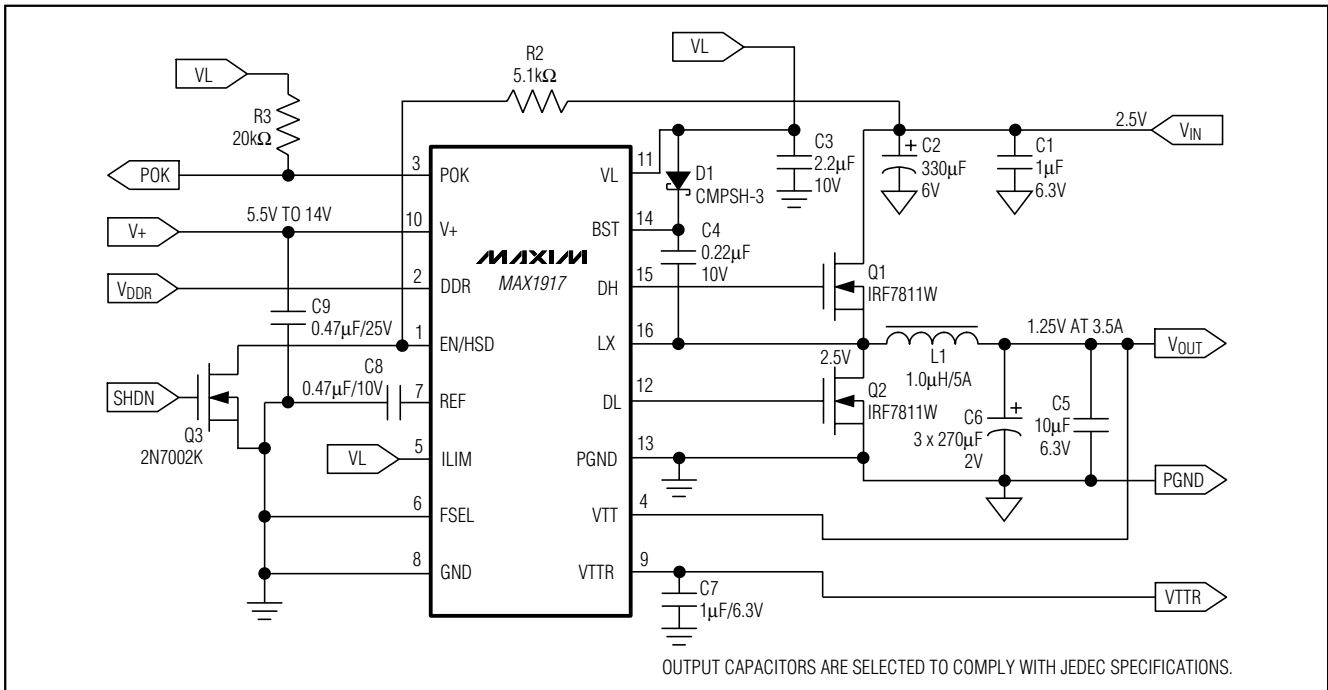 VL
R3
20kΩ
POK
V+
5.5V TO 14V
VDDR
C9
0.47µF/25V
SHDN
Q3
2N7002K
C8
0.47µF/10V
VL
R2
5.1kΩ
3
10
2
1
7
5
6
8
POK
V+
DDR
EN/HSD
REF
ILIM
FSEL
GND
MAXIM
MAX1917
VL
BST
DH
LX
DL
PGND
VTT
VTTR
11
14
15
16
12
13
4
9
VL
D1
CMPSH-3
C3
2.2µF
10V
C4
0.22µF
10V
C2
+
330µF
6V
C1
1µF
6.3V
2.5V
VIN
Q1
IRF7811W
2.5V
L1
1.0µH/5A
1.25V AT 3.5A
VOUT
Q2
IRF7811W
C6
+
3 x 270µF
2V
C5
10µF
6.3V
PGND
C7
1µF/6.3V
VTTR
OUTPUT CAPACITORS ARE SELECTED TO COMPLY WITH JEDEC SPECIFICATIONS.